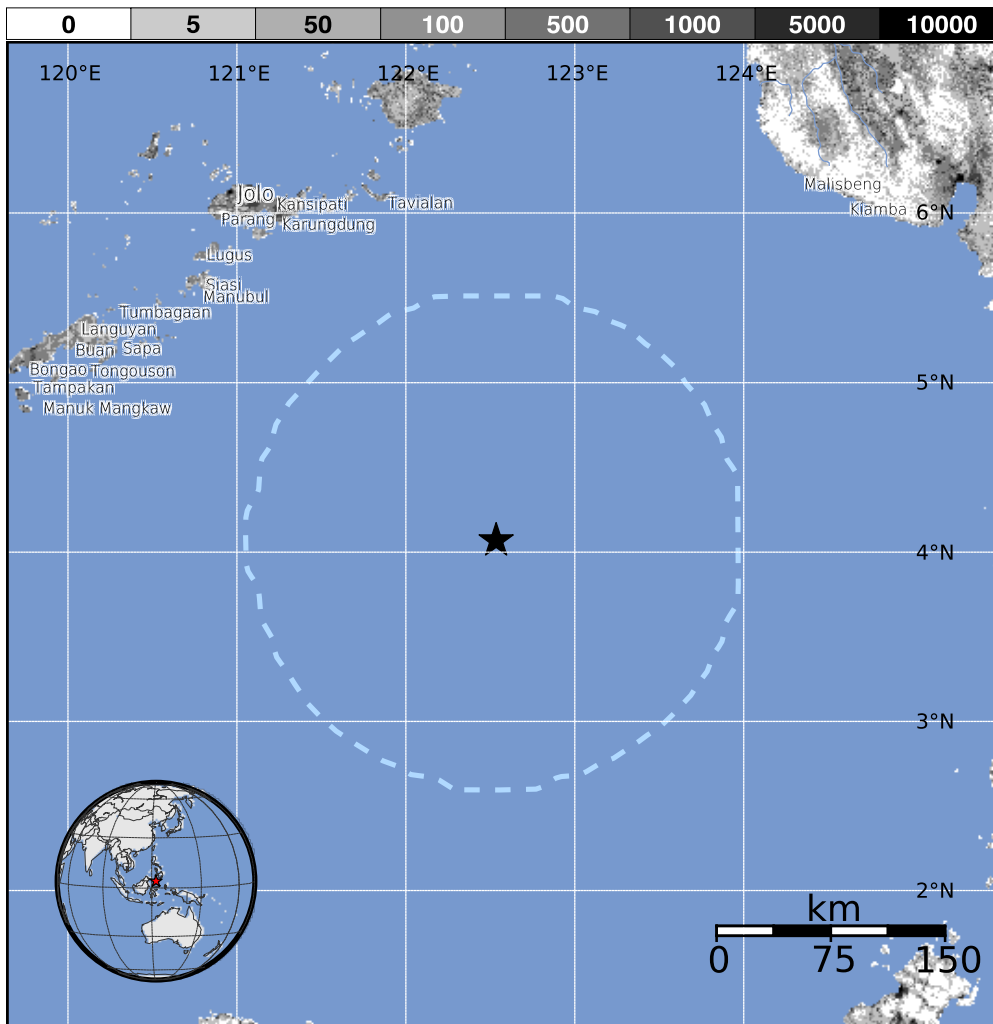 0 5 50 100 500 1000 5000 10000
120°E 121°E 122°E 123°E 124°E
Malisbeng
Jolo
Kansipati
Tavialan
Kiamba
6°N
Parang
Karungdung
Lugus
Siasi
Manubul
Tumbagaan
Languyan
Buan
Sapa
Bongao
Tongouson
5°N
Tampakan
Manuk Mangkaw
4°N
3°N
2°N
km
0 75 150